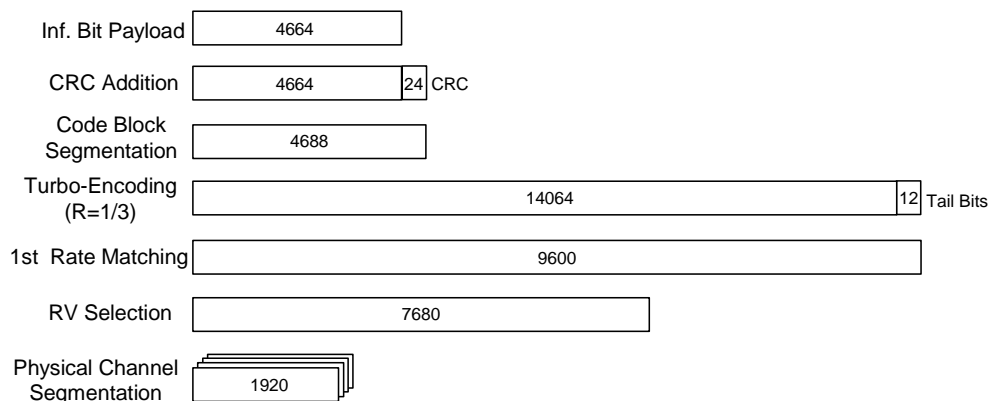 Inf. Bit Payload 4664
CRC Addition 4664 24 CRC
Code Block
Segmentation 4688
Turbo-Encoding
(R=1/3) 14064 12 Tail Bits
1st Rate Matching 9600
RV Selection 7680
Physical Channel
Segmentation 1920